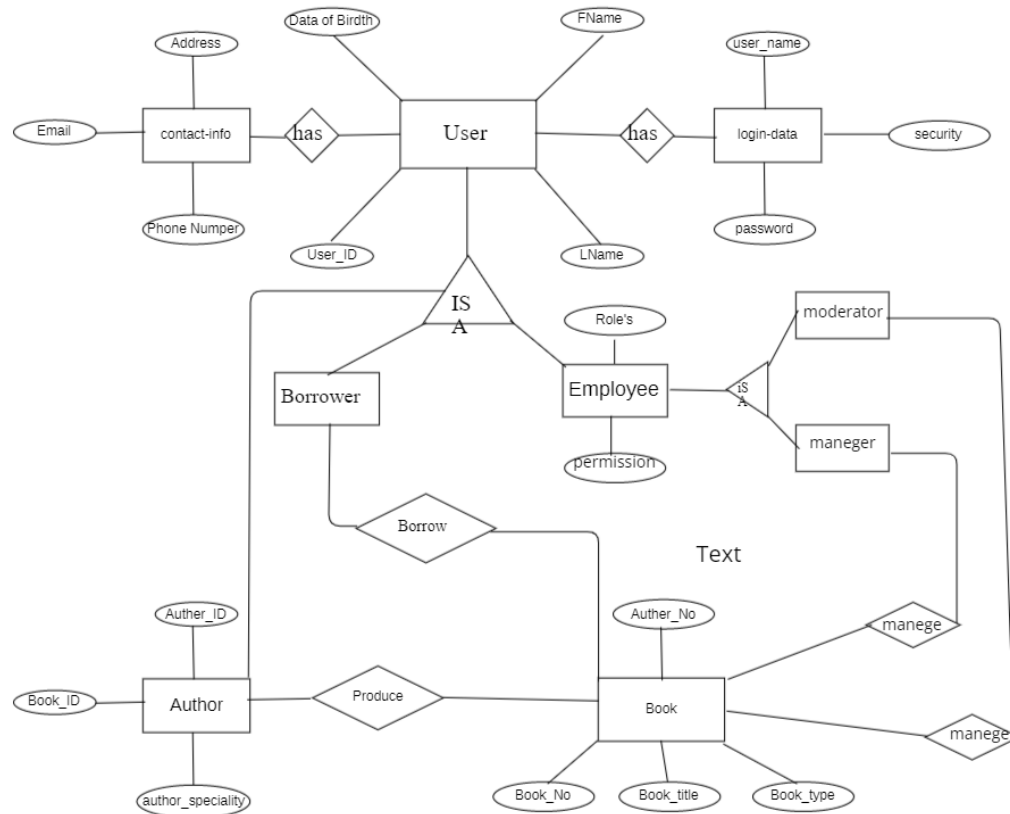 Data of Birdth
FName
Address
user_name
Email
contact-info
has
User
has
login-data
security
Phone Numper
User_ID
LName
password
IS
A
Role's
moderator
Borrower
Employee
iS
A
maneger
permission
Borrow
Text
Auther_ID
Auther_No
manege
Book_ID
Author
Produce
Book
manege
author_speciality
Book_No
Book_title
Book_type